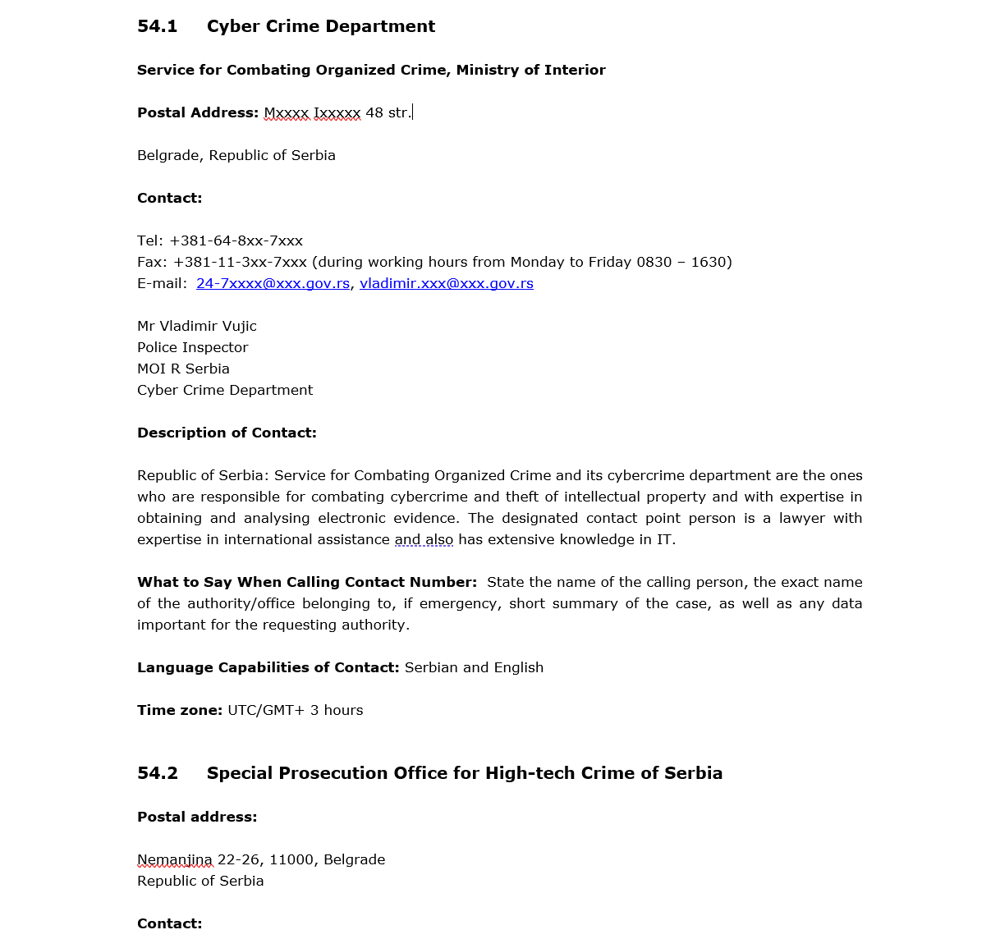 54.1 Cyber Crime Department
Service for Combating Organized Crime, Ministry of Interior
Postal Address: Mxxxx Ixxxxx 48 str.
Belgrade, Republic of Serbia
Contact:
Tel: +381-64-8xx-7xxx
Fax: +381-11-3xx-7xxx (during working hours from Monday to Friday 0830 – 1630)
E-mail: 24-7xxxx@xxx.gov.rs, vladimir.xxx@xxx.gov.rs
Mr Vladimir Vujic
Police Inspector
MOI R Serbia
Cyber Crime Department
Description of Contact:
Republic of Serbia: Service for Combating Organized Crime and its cybercrime department are the ones
who are responsible for combating cybercrime and theft of intellectual property and with expertise in
obtaining and analysing electronic evidence. The designated contact point person is a lawyer with
expertise in international assistance and also has extensive knowledge in IT.
What to Say When Calling Contact Number: State the name of the calling person, the exact name
of the authority/office belonging to, if emergency, short summary of the case, as well as any data
important for the requesting authority.
Language Capabilities of Contact: Serbian and English
Time zone: UTC/GMT+ 3 hours
54.2 Special Prosecution Office for High-tech Crime of Serbia
Postal address:
Nemanjina 22-26, 11000, Belgrade
Republic of Serbia
Contact: